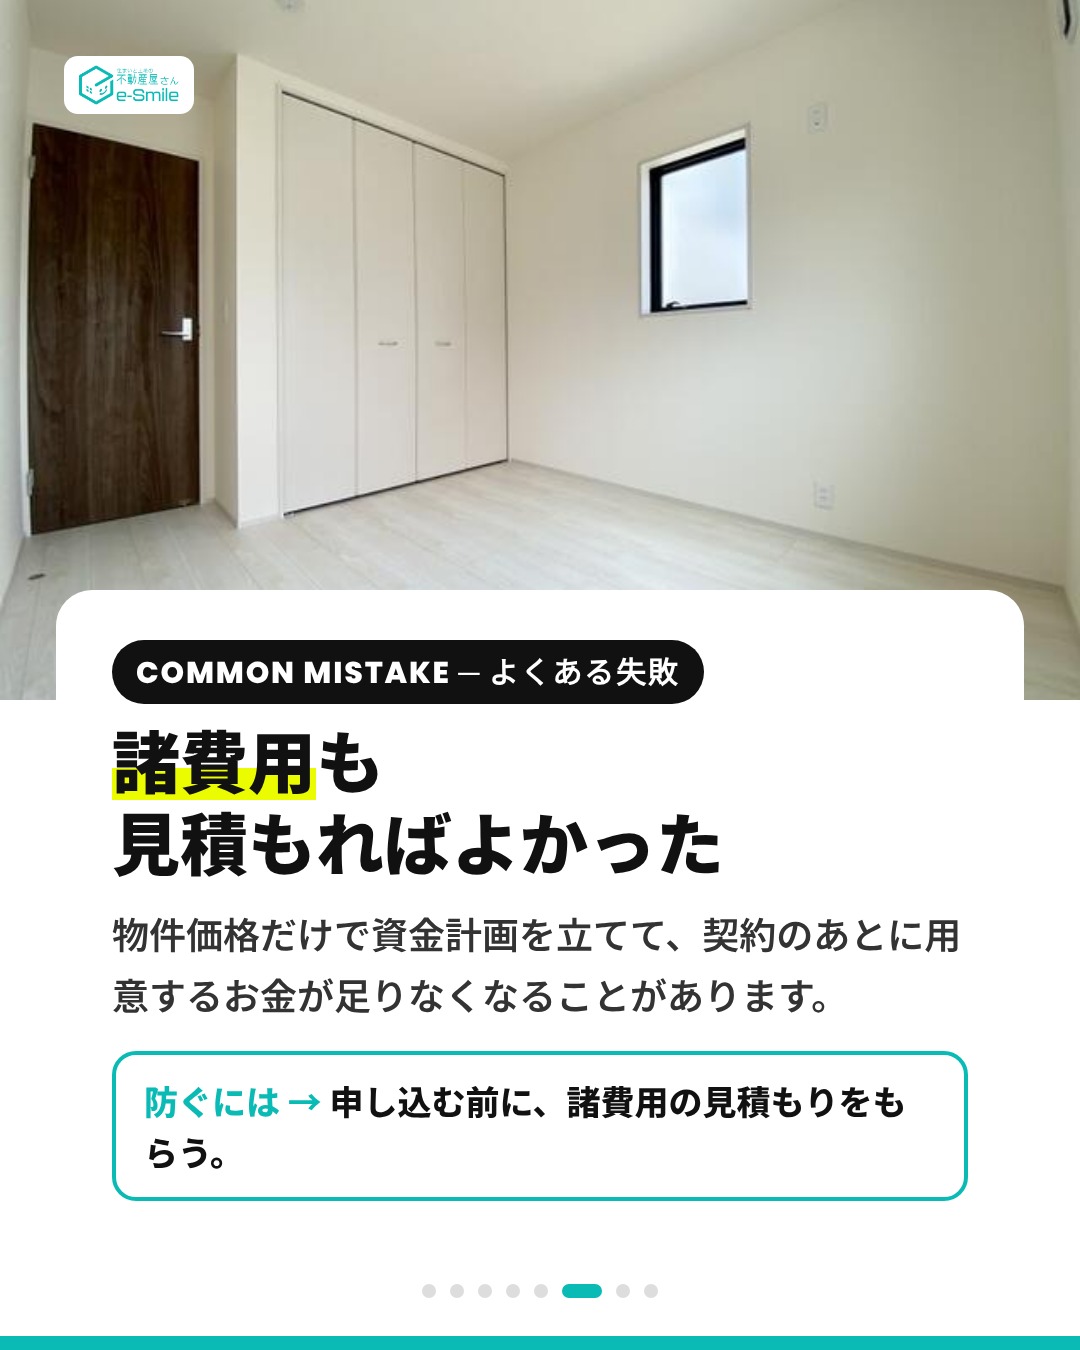 不動産屋さん
e-Smile
COMMON MISTAKE — よくある失敗
諸費用も
見積もればよかった
物件価格だけで資金計画を立てて、契約のあとに用
意するお金が足りなくなることがあります。
防ぐには → 申し込む前に、諸費用の見積もりをも
らう。